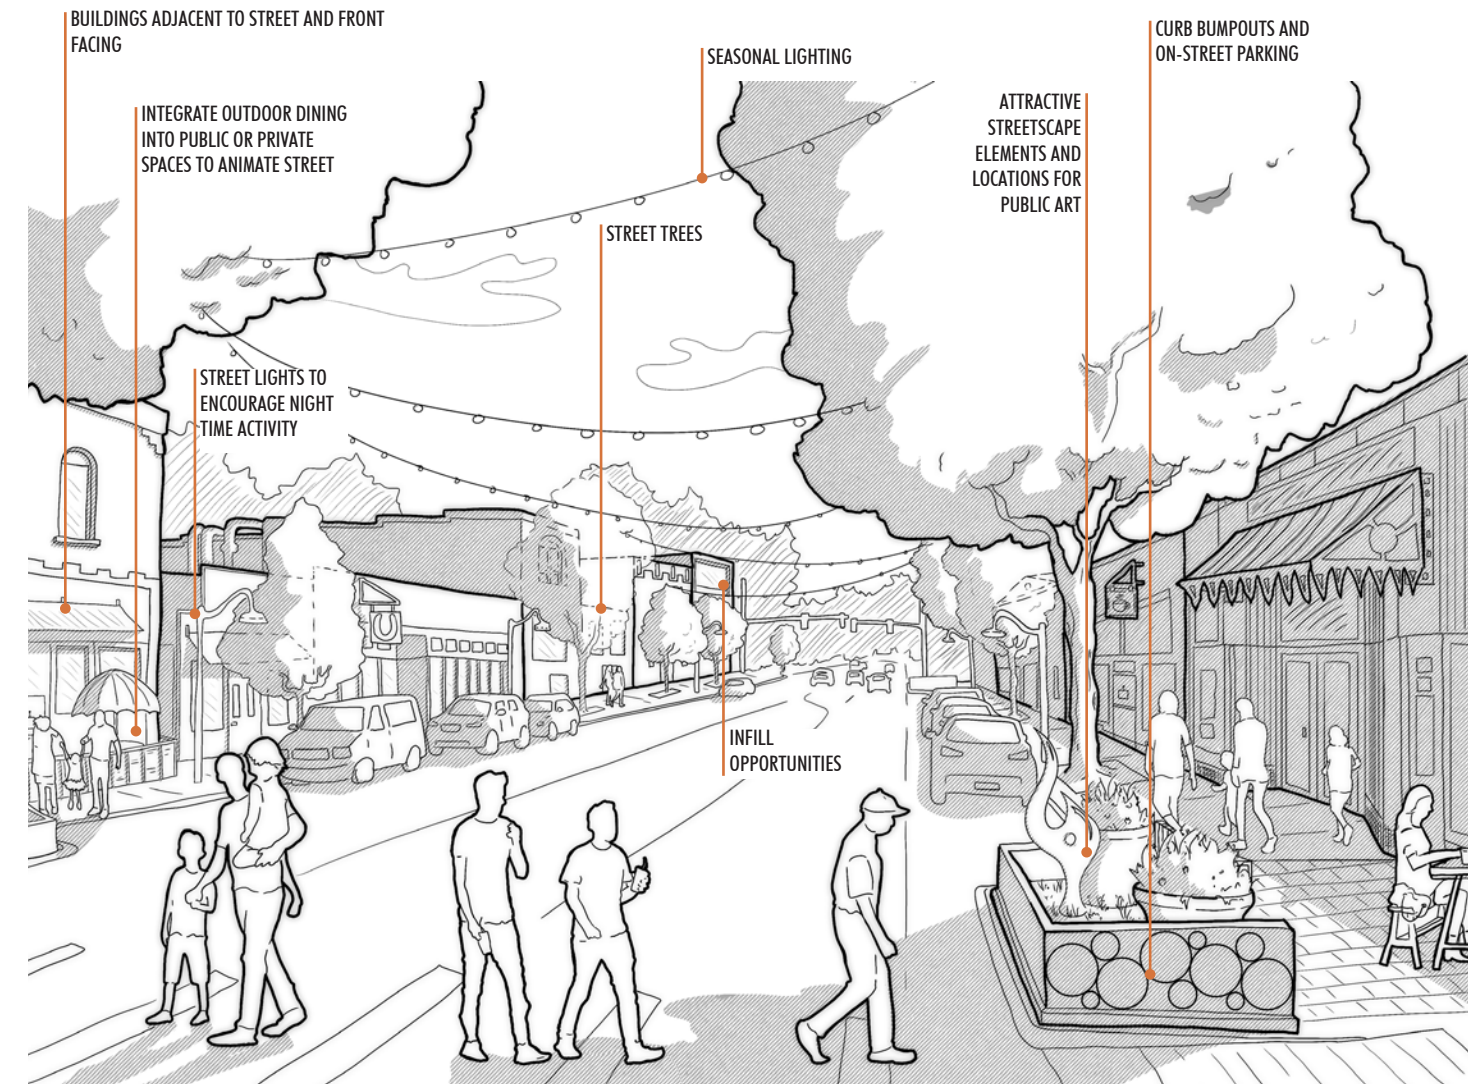 BUILDINGS ADJACENT TO STREET AND FRONT
FACING
INTEGRATE OUTDOOR DINING
INTO PUBLIC OR PRIVATE
SPACES TO ANIMATE STREET
SEASONAL LIGHTING
CURB BUMPOUTS AND
ON-STREET PARKING
ATTRACTIVE
STREETSCAPE
ELEMENTS AND
LOCATIONS FOR
PUBLIC ART
STREET TREES
STREET LIGHTS TO
ENCOURAGE NIGHT
TIME ACTIVITY
INFILL
OPPORTUNITIES